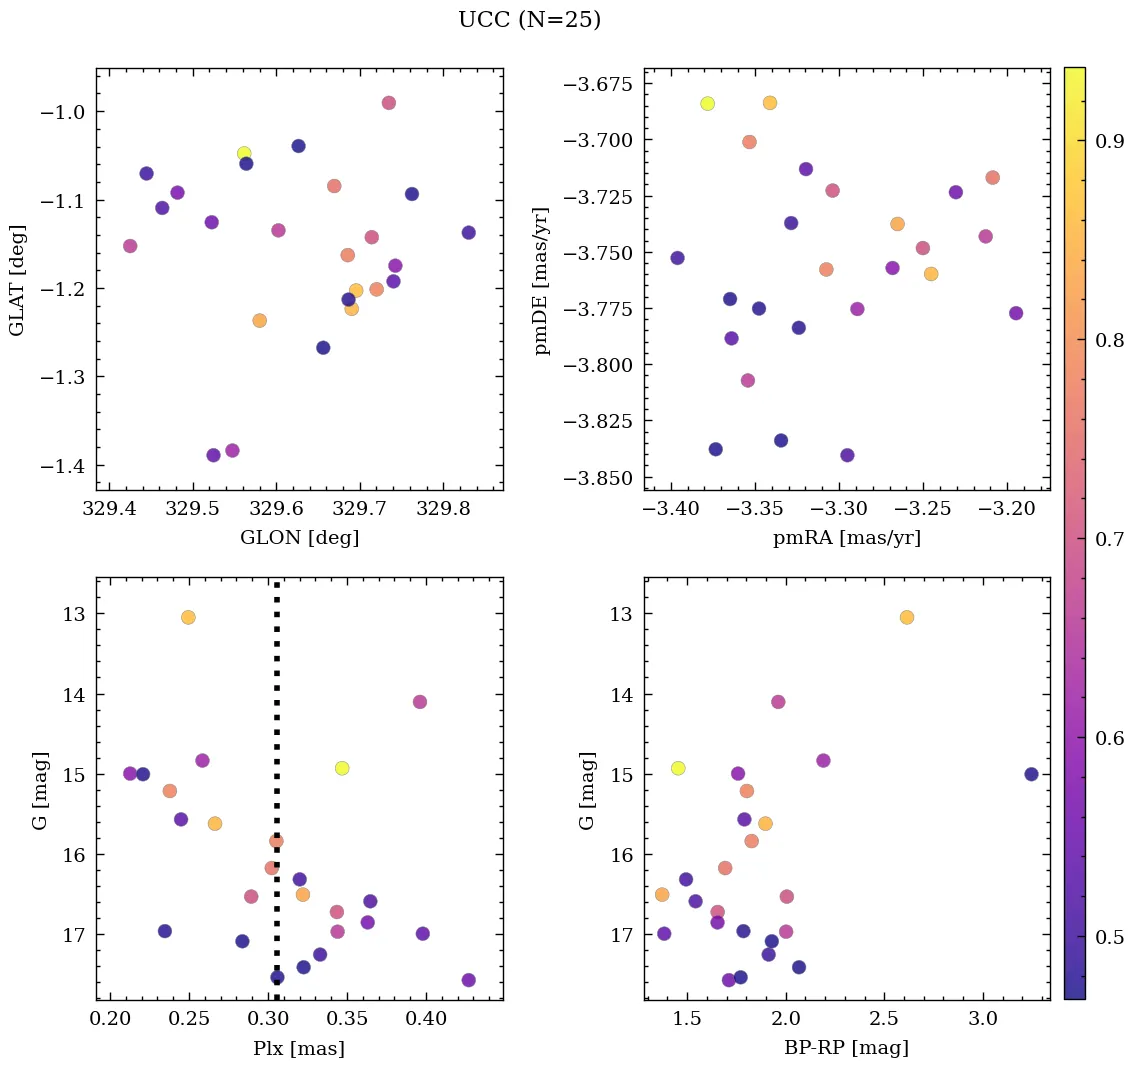 UCC (N=25)
−1.0
−1.1
−1.2
−1.3
−1.4
GLAT [deg]
329.4 329.5 329.6 329.7 329.8
GLON [deg]
−3.675
−3.700
−3.725
−3.750
−3.775
−3.800
−3.825
−3.850
pmDE [mas/yr]
−3.40 −3.35 −3.30 −3.25 −3.20
pmRA [mas/yr]
13
14
15
16
17
G [mag]
0.20 0.25 0.30 0.35 0.40
Plx [mas]
13
14
15
16
17
G [mag]
1.5 2.0 2.5 3.0
BP-RP [mag]
0.9
0.8
0.7
0.6
0.5